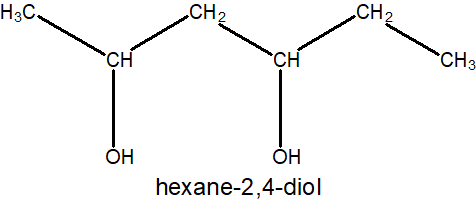 H₃C CH₂ CH₂
CH CH CH₃
OH OH
hexane-2,4-diol